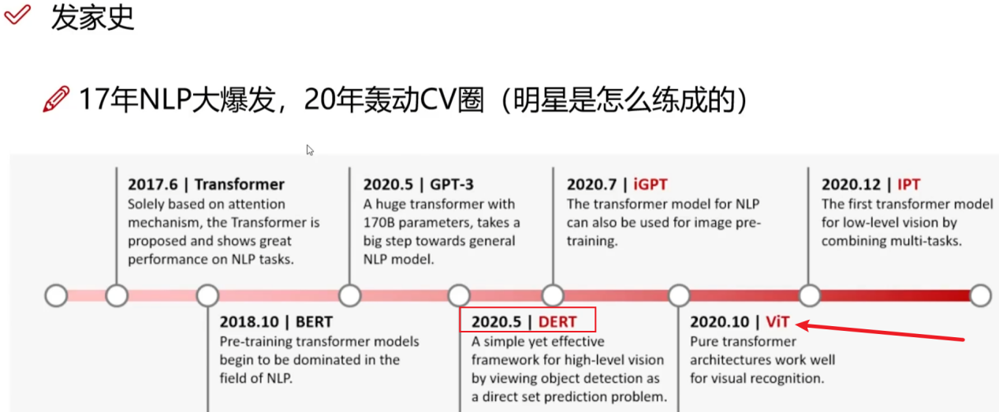 发家史
17年NLP大爆发，20年轰动CV圈（明星是怎么练成的）
2017.6 | Transformer
Solely based on attention
mechanism, the Transformer is
proposed and shows great
performance on NLP tasks.
2020.5 | GPT-3
A huge transformer with
170B parameters, takes a
big step towards general
NLP model.
2020.7 | iGPT
The transformer model for NLP
can also be used for image pre-
training.
2020.12 | IPT
The first transformer model
for low-level vision by
combining multi-tasks.
2018.10 | BERT
Pre-training transformer models
begin to be dominated in the
field of NLP.
2020.5 | DERT
A simple yet effective
framework for high-level vision
by viewing object detection as
a direct set prediction problem.
2020.10 | ViT
Pure transformer
architectures work well
for visual recognition.